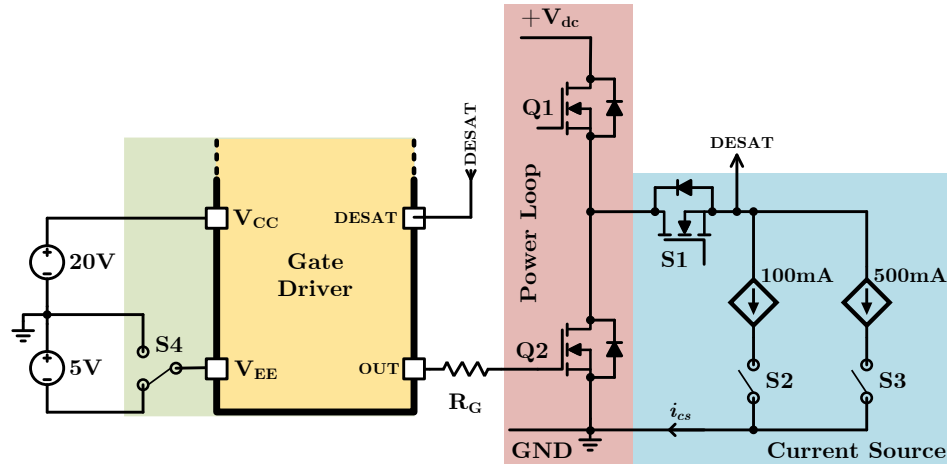 +Vdc
Q1
DESAT
DESAT
Power Loop
VCC
DESAT
S1
20V
Gate
Driver
100mA
500mA
S4
Q2
5V
VEE
OUT
S2
S3
RG
ics
GND
Current Source
+
−
+
−